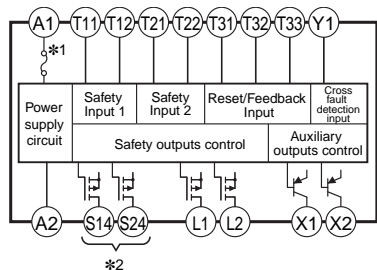 A1 T11 T12 T21 T22 T31 T32 T33 Y1
*1
Power supply circuit
Safety Input 1
Safety Input 2
Reset/Feedback Input
Cross fault detection input
Safety outputs control
Auxiliary outputs control
A2 S14 S24 L1 L2 X1 X2
*2